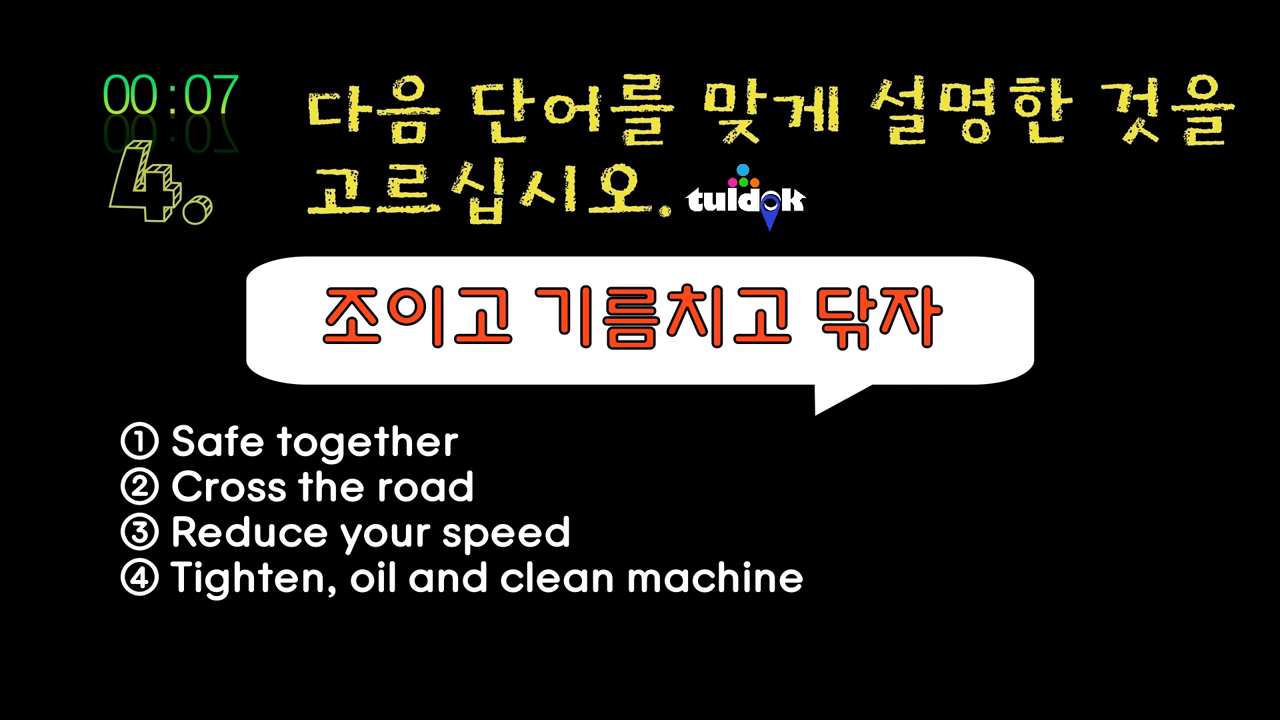 00:07
4.
다음 단어를 맞게 설명한 것을
고르십시오.
tuldok
조이고 기름치고 닦자
① Safe together
② Cross the road
③ Reduce your speed
④ Tighten, oil and clean machine